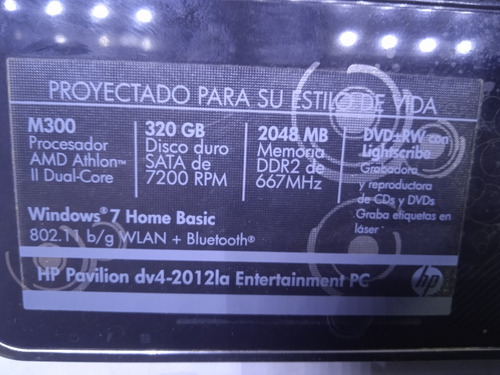 PROYECTADO PARA SU ESTILO DE VIDA
M300
Procesador
AMD Athlon™
II Dual-Core
320 GB
Disco duro
SATA de
7200 RPM
2048 MB
Memoria
DDR2 de
667MHz
DVD±RW con
Lightscribe
Grabadora
y reproductora
de CDs y DVDs
Graba etiquetas en
láser
Windows® 7 Home Basic
802.11 b/g WLAN + Bluetooth®
HP Pavilion dv4-2012la Entertainment PC
hp